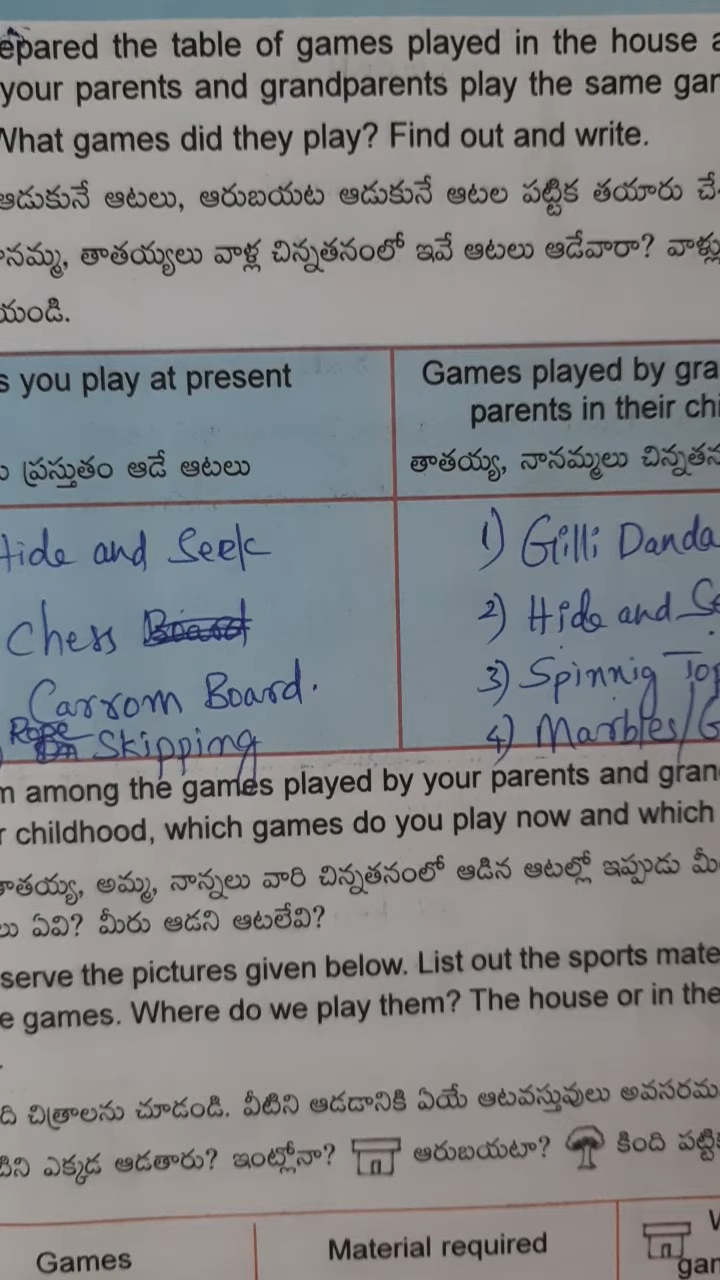 epared the table of games played in the house
your parents and grandparents play the same
What games did they play? Find out and write.
ఆడుకునే ఆటలు, ఆరుబయట ఆడుకునే ఆటల పట్టిక తయారు చే
నమ్మ, తాతయ్యలు వాళ్ల చిన్నతనంలో ఇవే ఆటలు ఆడేవారా? వాళ్లు
యండి.
s you play at present
Games played by gra
parents in their chi
ప్రస్తుతం ఆడే ఆటలు
తాతయ్య, నానమ్మలు చిన్నతన
Hide and Seek
1) Gilli Danda
Chess
2) Hide and Se
Carrom Board.
3) Spinnig Top
Rope Skipping
4) Marbles/G
m among the games played by your parents and gran
r childhood, which games do you play now and which
తాతయ్య, అమ్మ, నాన్నలు వారి చిన్నతనంలో ఆడిన ఆటల్లో ఇప్పుడు మీ
లు ఏవి? మీరు ఆడని ఆటలేవి?
serve the pictures given below. List out the sports mate
e games. Where do we play them? The house or in the
ది చిత్రాలను చూడండి. వీటిని ఆడడానికి ఏయే ఆటవస్తువులు అవసరమ
టిని ఎక్కడ ఆడతారు? ఇంట్లోనా? ఆరుబయటా? కింది పట్టి
Games
Material required
gar